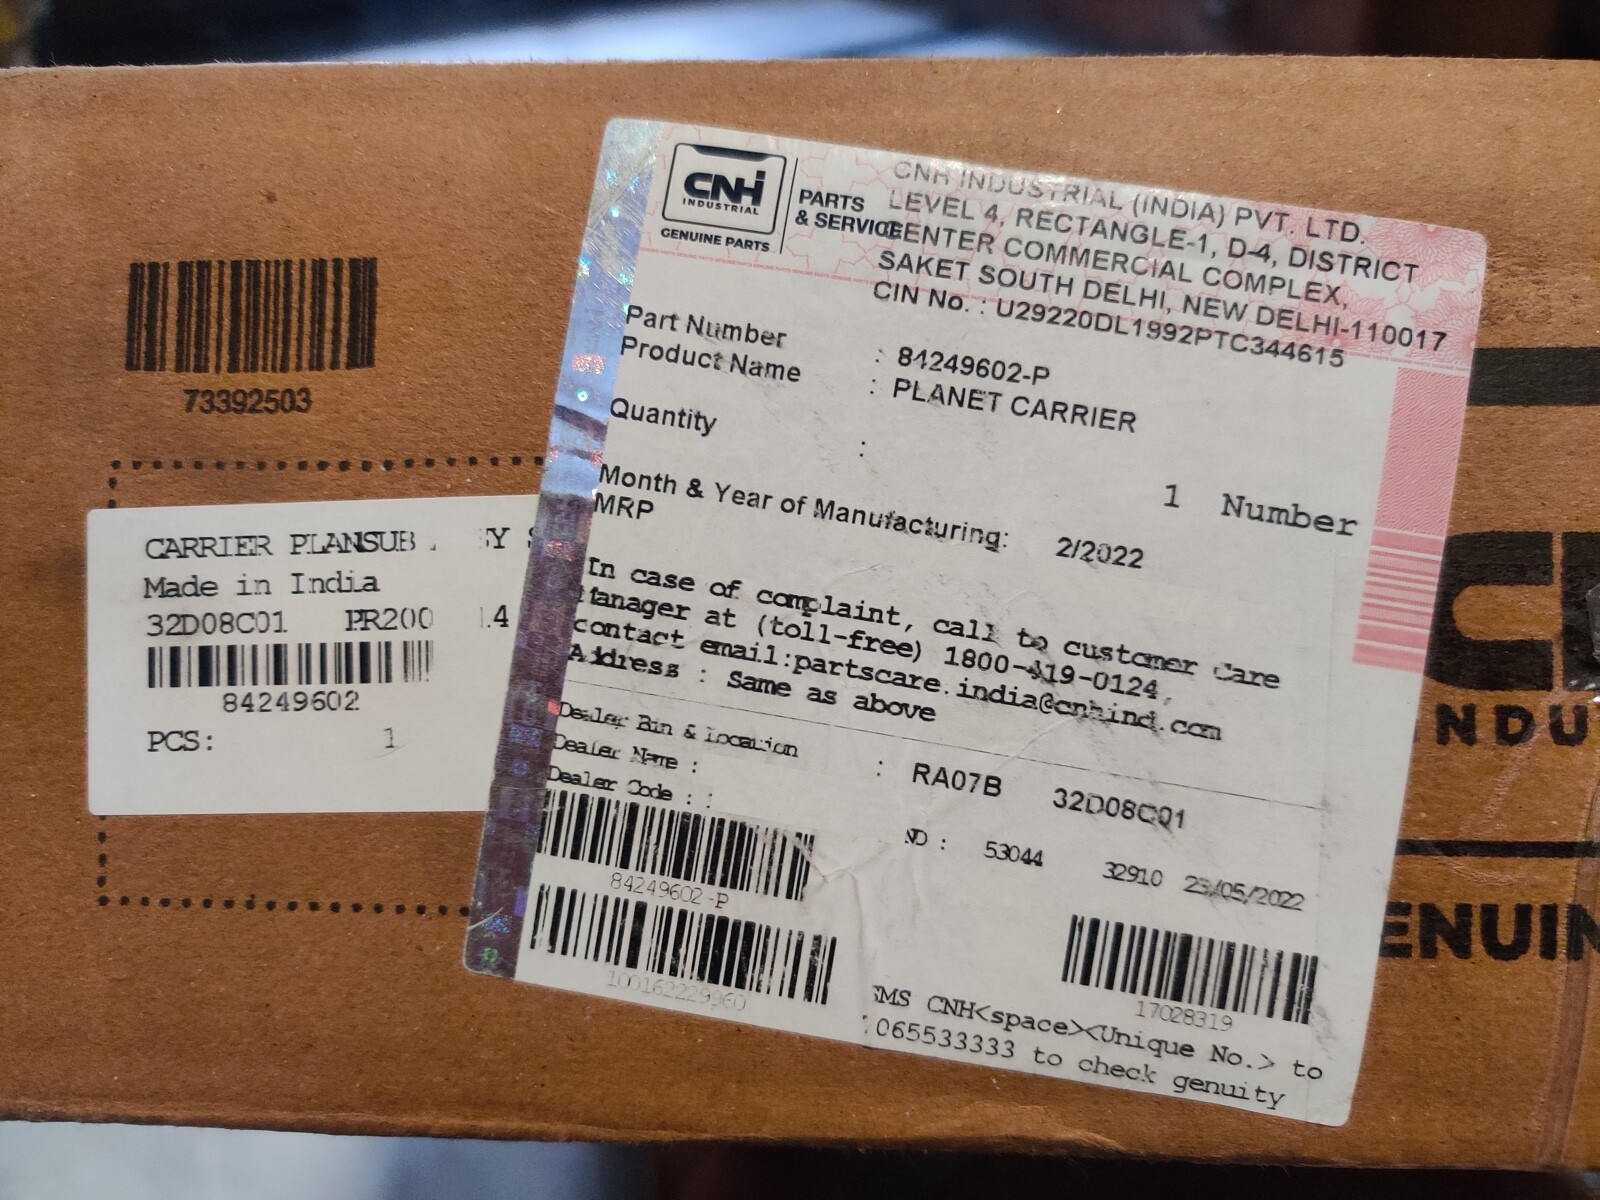 73392503
CARRIER PLANSUB
Made in India
32D08C01 PR200
84249602
PCS: 1
CNH
INDUSTRIAL
GENUINE PARTS
PARTS
& SERVICE
CNH INDUSTRIAL (INDIA) PVT. LTD.
LEVEL 4, RECTANGLE-1, D-4, DISTRICT
CENTER COMMERCIAL COMPLEX,
SAKET SOUTH DELHI, NEW DELHI-110017
CIN No. : U29220DL1992PTC344615
Part Number : 84249602-P
Product Name : PLANET CARRIER
Quantity : 1 Number
Month & Year of Manufacturing: 2/2022
MRP
In case of complaint, call to customer Care
Manager at (toll-free) 1800-419-0124,
contact email:partscare.india@cnhind.com
Address : Same as above
Dealer Bin & location : RA07B 32D08C01
Dealer Name :
Dealer Code : :
ND : 53044 32910 /05/2022
84249602-P
100162229960
17028319
SMS CNH<space><Unique No.> to
065533333 to check genuity
NDU
ENUIN